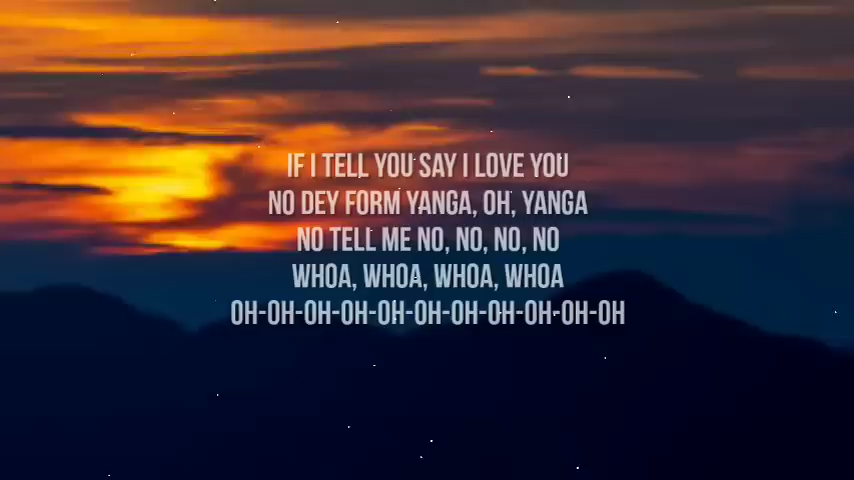 IF I TELL YOU SAY I LOVE YOU
NO DEY FORM YANGA, OH, YANGA
NO TELL ME NO, NO, NO, NO
WHOA, WHOA, WHOA, WHOA
OH-OH-OH-OH-OH-OH-OH-OH-OH-OH-OH